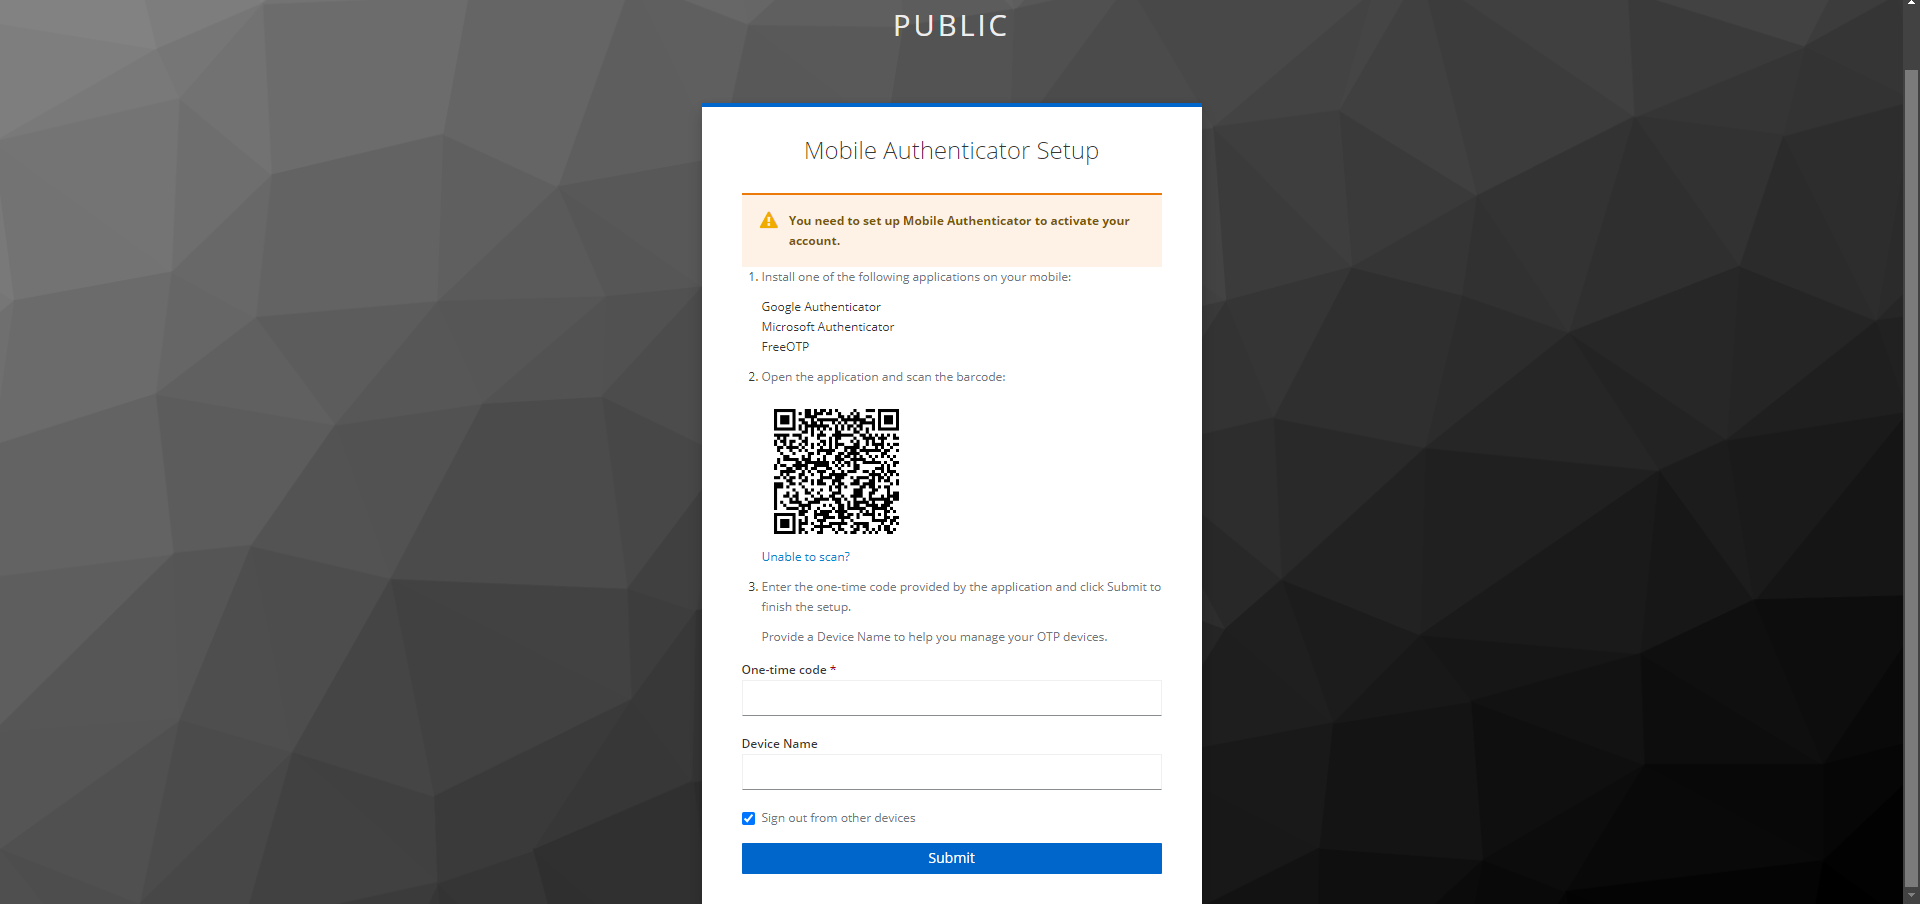 PUBLIC
Mobile Authenticator Setup
You need to set up Mobile Authenticator to activate your
account.
1. Install one of the following applications on your mobile:
Google Authenticator
Microsoft Authenticator
FreeOTP
2. Open the application and scan the barcode:
Unable to scan?
3. Enter the one-time code provided by the application and click Submit to
finish the setup.
Provide a Device Name to help you manage your OTP devices.
One-time code *
Device Name
Sign out from other devices
Submit